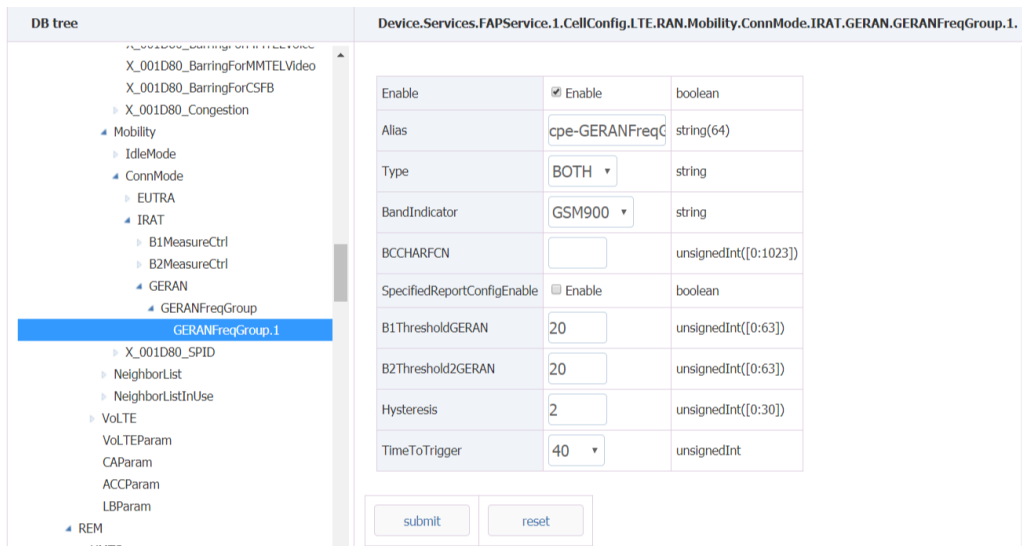 DB tree
X_001D80_BarringForMMTELVideo
X_001D80_BarringForCSFB
X_001D80_Congestion
Mobility
IdleMode
ConnMode
EUTRA
IRAT
B1MeasureCtrl
B2MeasureCtrl
GERAN
GERANFreqGroup
GERANFreqGroup.1
X_001D80_SPID
NeighborList
NeighborListInUse
VoLTE
VoLTEParam
CAParam
ACCParam
LBParam
REM
Device.Services.FAPService.1.CellConfig.LTE.RAN.Mobility.ConnMode.IRAT.GERAN.GERANFreqGroup.1.
Enable Enable boolean
Alias cpe-GERANFreqG string(64)
Type BOTH string
BandIndicator GSM900 string
BCCHARFCN unsignedInt([0:1023])
SpecifiedReportConfigEnable Enable boolean
B1ThresholdGERAN 20 unsignedInt([0:63])
B2Threshold2GERAN 20 unsignedInt([0:63])
Hysteresis 2 unsignedInt([0:30])
TimeToTrigger 40 unsignedInt
submit reset